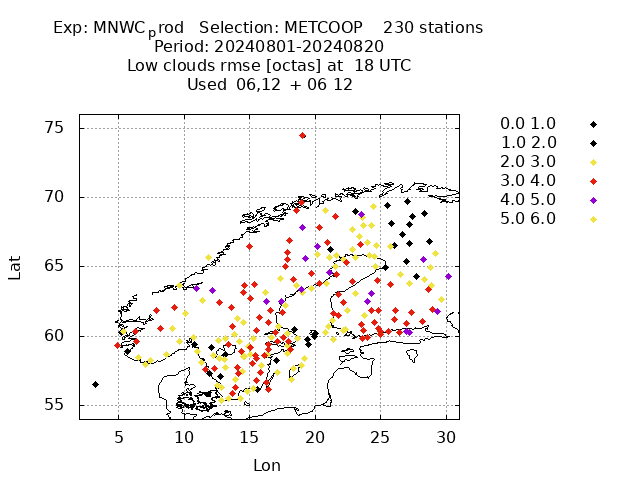 Exp: MNWCprod Selection: METCOOP 230 stations
Period: 20240801-20240820
Low clouds rmse [octas] at 18 UTC
Used 06,12 + 06 12
0.0 1.0
1.0 2.0
2.0 3.0
3.0 4.0
4.0 5.0
5.0 6.0
75
70
65
60
55
5 10 15 20 25 30
Lat
Lon